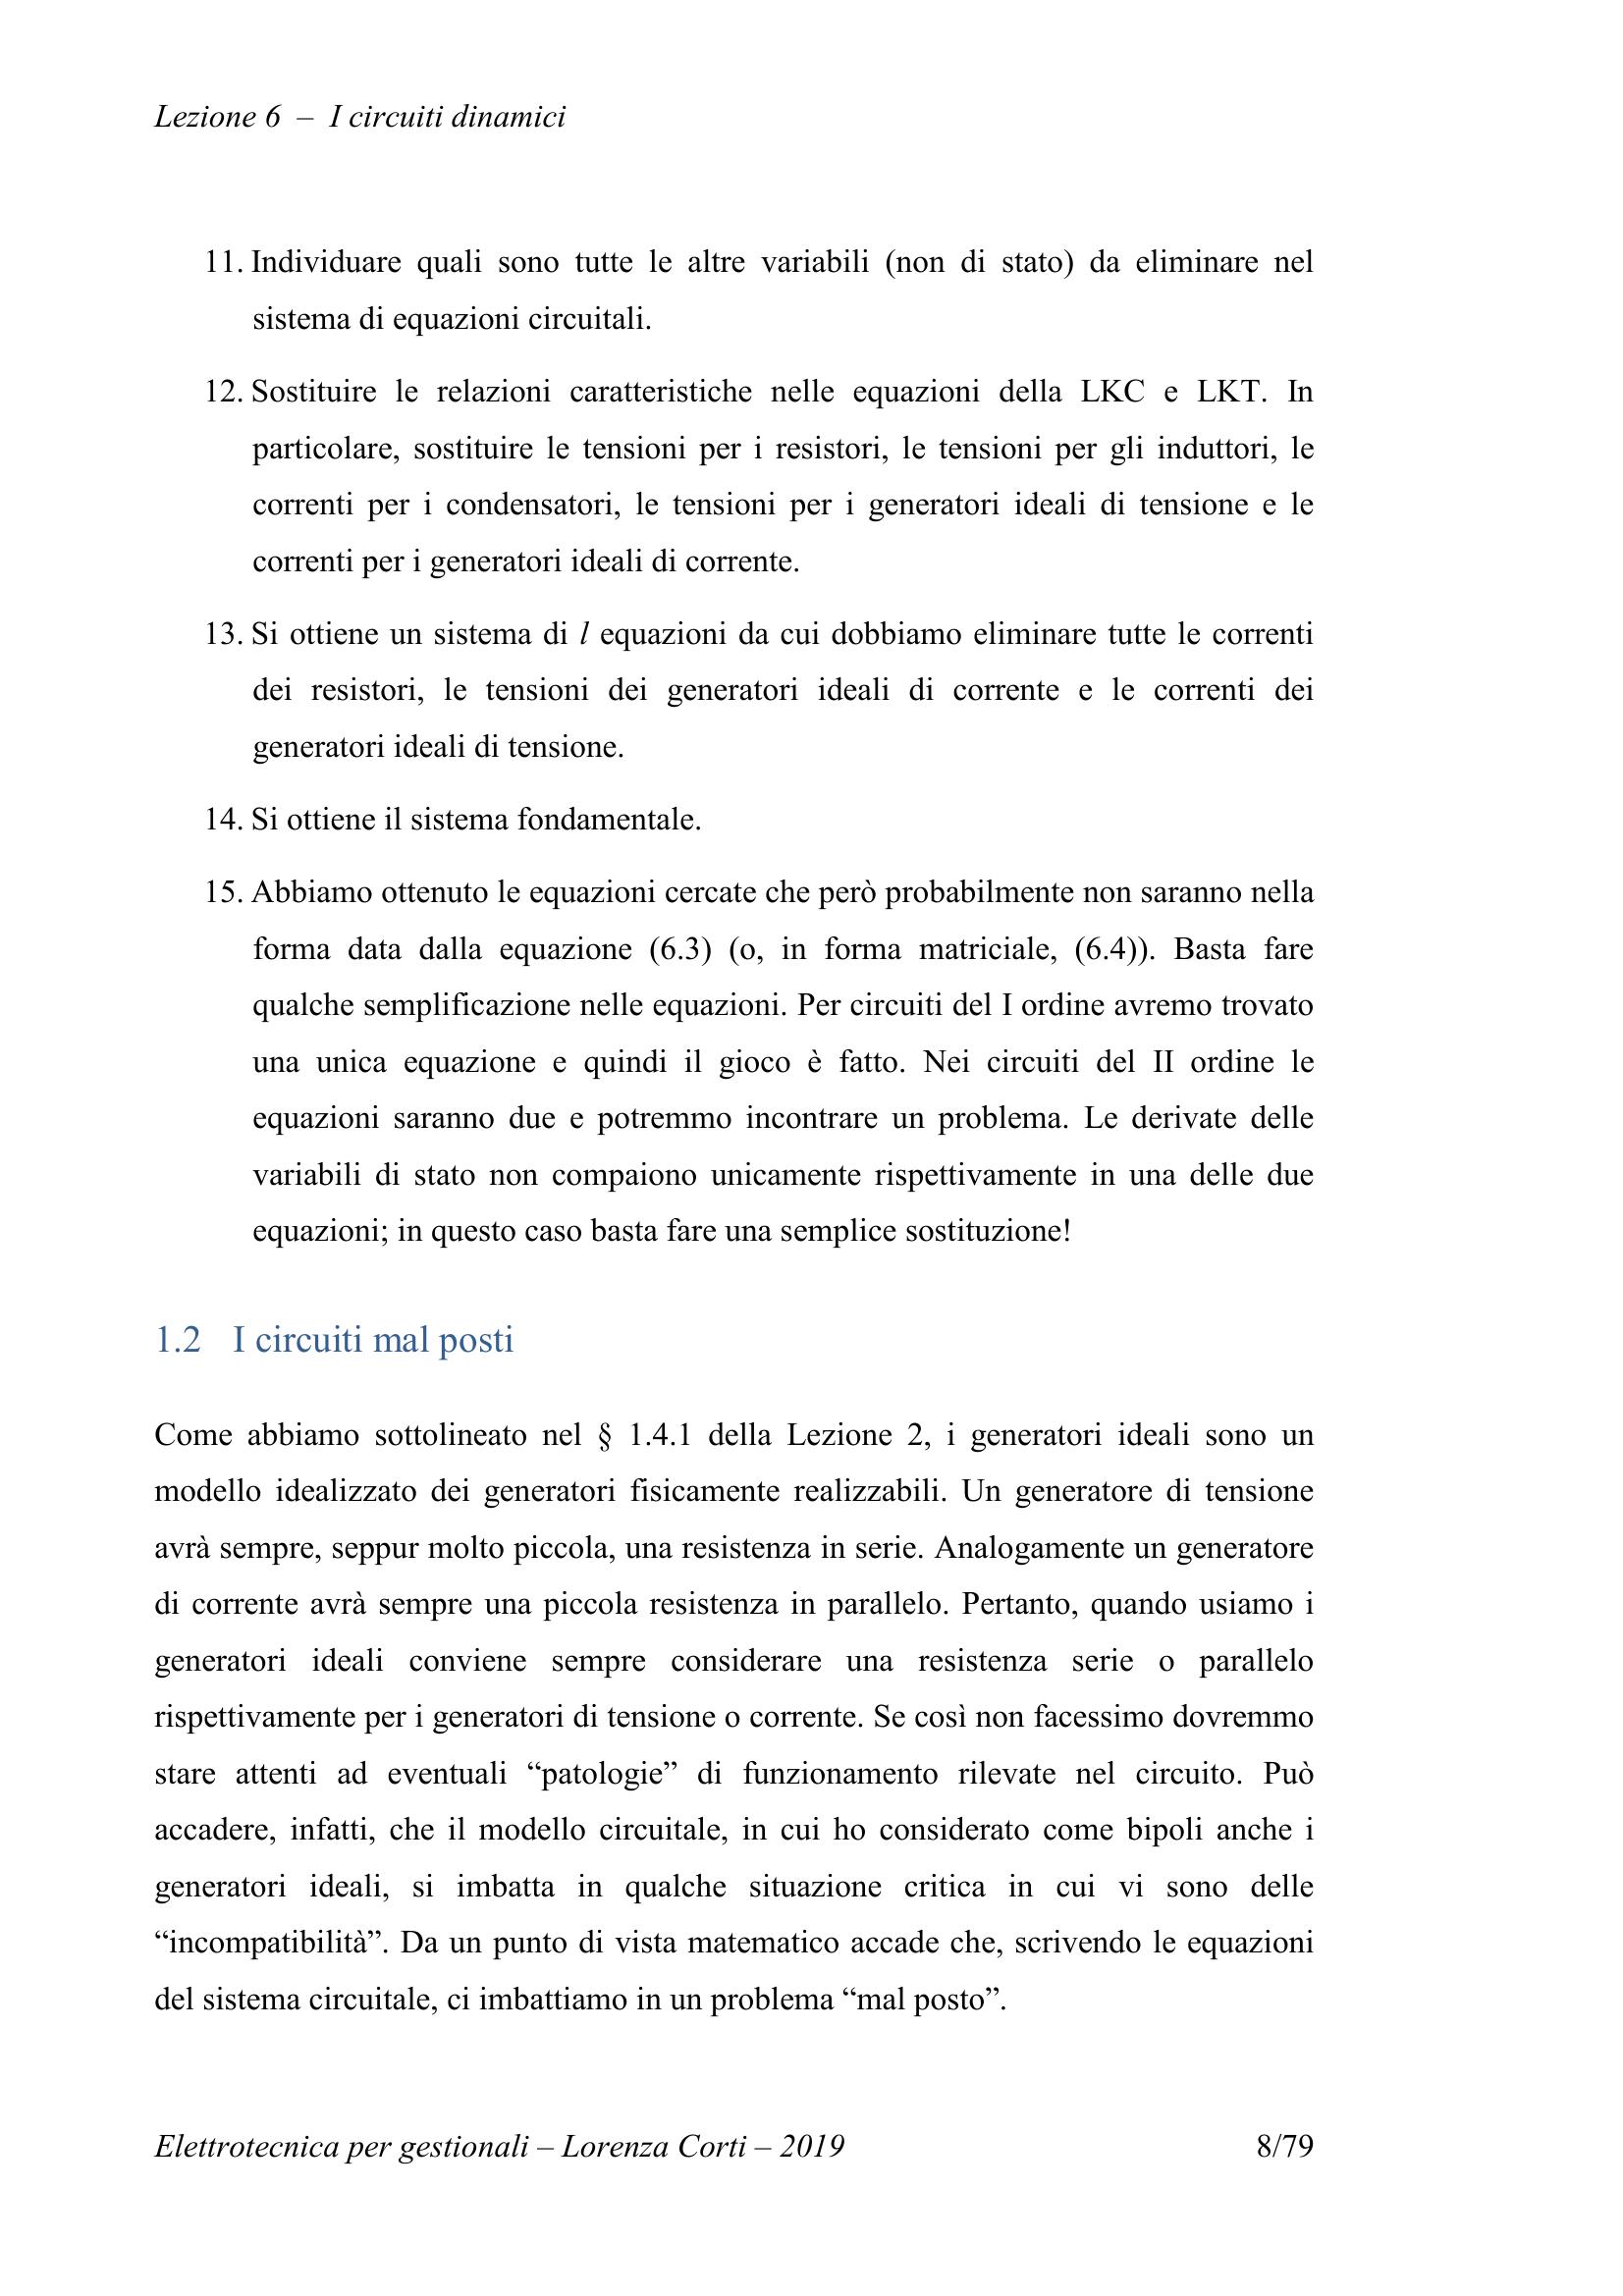 Lezione 6 – I circuiti dinamici
11. Individuare quali sono tutte le altre variabili (non di stato) da eliminare nel
sistema di equazioni circuitali.
12. Sostituire le relazioni caratteristiche nelle equazioni della LKC e LKT. In
particolare, sostituire le tensioni per i resistori, le tensioni per gli induttori, le
correnti per i condensatori, le tensioni per i generatori ideali di tensione e le
correnti per i generatori ideali di corrente.
13. Si ottiene un sistema di l equazioni da cui dobbiamo eliminare tutte le correnti
dei resistori, le tensioni dei generatori ideali di corrente e le correnti dei
generatori ideali di tensione.
14. Si ottiene il sistema fondamentale.
15. Abbiamo ottenuto le equazioni cercate che però probabilmente non saranno nella
forma data dalla equazione (6.3) (o, in forma matriciale, (6.4)). Basta fare
qualche semplificazione nelle equazioni. Per circuiti del I ordine avremo trovato
una unica equazione e quindi il gioco è fatto. Nei circuiti del II ordine le
equazioni saranno due e potremmo incontrare un problema. Le derivate delle
variabili di stato non compaiono unicamente rispettivamente in una delle due
equazioni; in questo caso basta fare una semplice sostituzione!
1.2 I circuiti mal posti
Come abbiamo sottolineato nel § 1.4.1 della Lezione 2, i generatori ideali sono un
modello idealizzato dei generatori fisicamente realizzabili. Un generatore di tensione
avrà sempre, seppur molto piccola, una resistenza in serie. Analogamente un generatore
di corrente avrà sempre una piccola resistenza in parallelo. Pertanto, quando usiamo i
generatori ideali conviene sempre considerare una resistenza serie o parallelo
rispettivamente per i generatori di tensione o corrente. Se così non facessimo dovremmo
stare attenti ad eventuali “patologie” di funzionamento rilevate nel circuito. Può
accadere, infatti, che il modello circuitale, in cui ho considerato come bipoli anche i
generatori ideali, si imbatta in qualche situazione critica in cui vi sono delle
“incompatibilità”. Da un punto di vista matematico accade che, scrivendo le equazioni
del sistema circuitale, ci imbattiamo in un problema “mal posto”.
Elettrotecnica per gestionali – Lorenza Corti – 2019 8/79